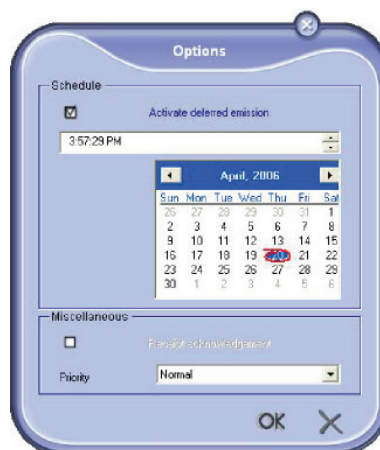 Options
Schedule
Activate deferred emission
3:57:29 PM
April, 2006
Sun Mon Tue Wed Thu Fri Sat
26 27 28 29 30 31 1
2 3 4 5 6 7 8
9 10 11 12 13 14 15
16 17 18 19 20 21 22
23 24 25 26 27 28 29
30 1 2 3 4 5 6
Miscellaneous
Receipt acknowledgement
Priority Normal
OK